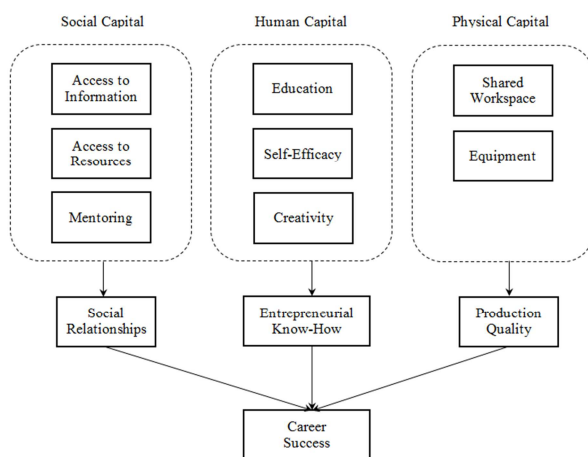 Social Capital
Human Capital
Physical Capital
Access to
Information
Education
Shared
Workspace
Access to
Resources
Self-Efficacy
Equipment
Mentoring
Creativity
Social
Relationships
Entrepreneurial
Know-How
Production
Quality
Career
Success